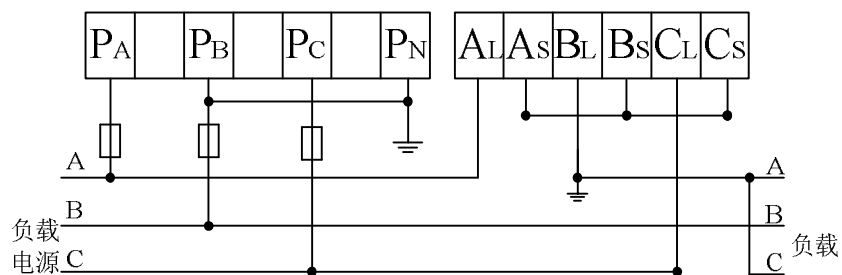 PA PB PC PN AL AS BL BS CL CS
A A
B B
负载 负载
电源 C C